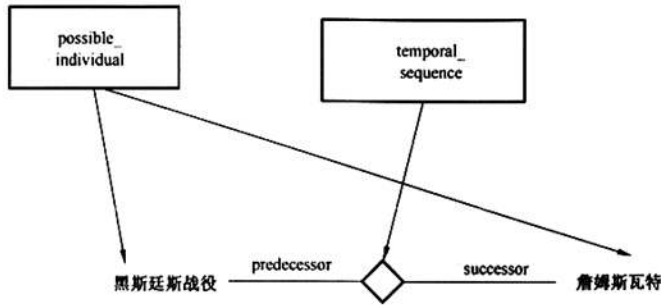 possible_
individual
temporal_
sequence
黑斯廷斯战役
predecessor
successor
詹姆斯瓦特